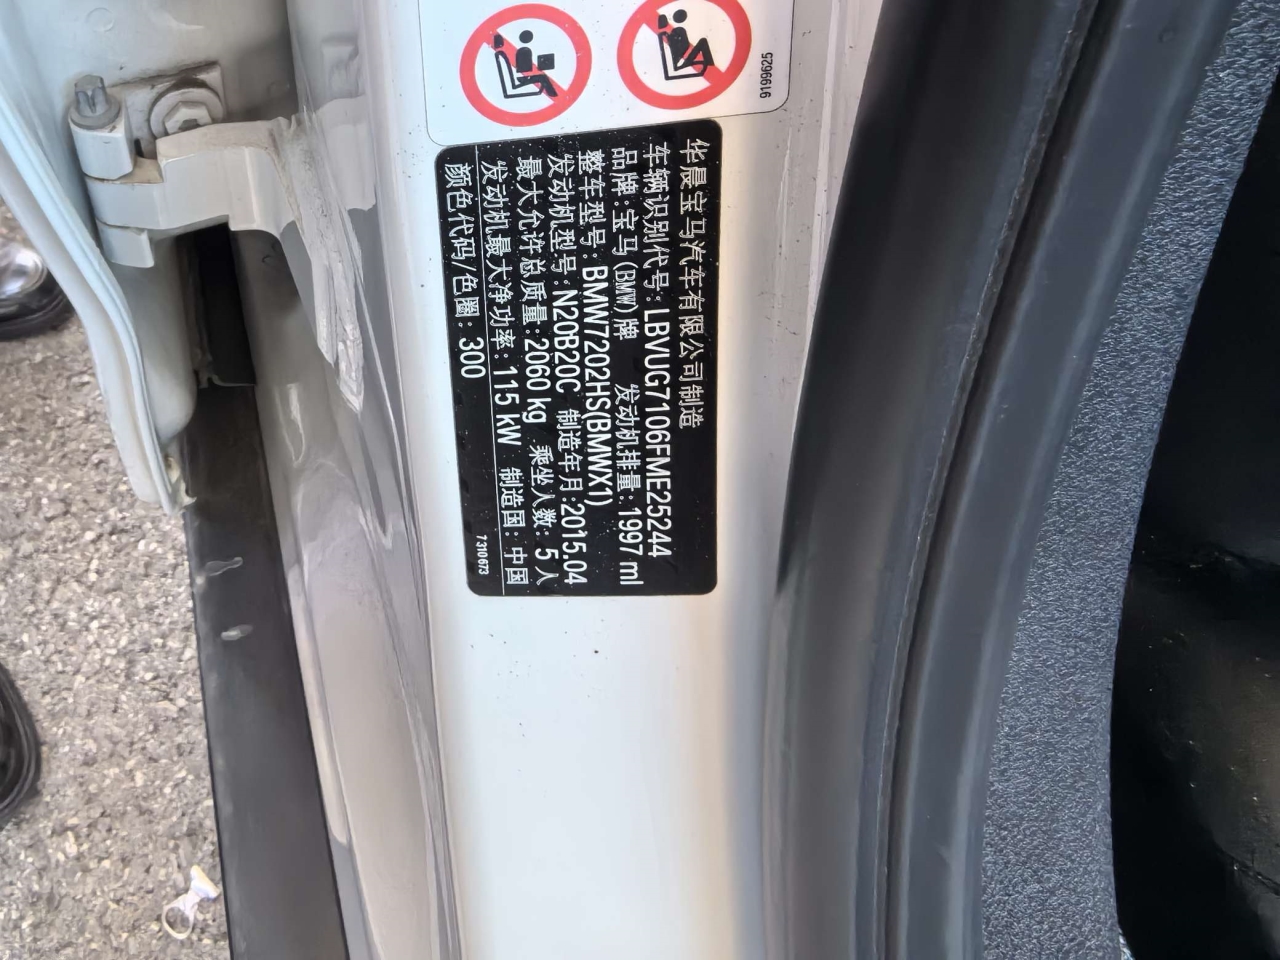 9199625
华晨宝马汽车有限公司制造
车辆识别代号: LBVUG7106FME25244
品牌: 宝马(BMW)牌 发动机排量: 1997 ml
整车型号: BMW7202HS(BMWX1)
发动机型号: N20B20C 制造年月: 2015.04
最大允许总质量: 2060 kg 乘坐人数: 5 人
发动机最大净功率: 115 kW 制造国: 中国
颜色代码/色圈: 300 7310673